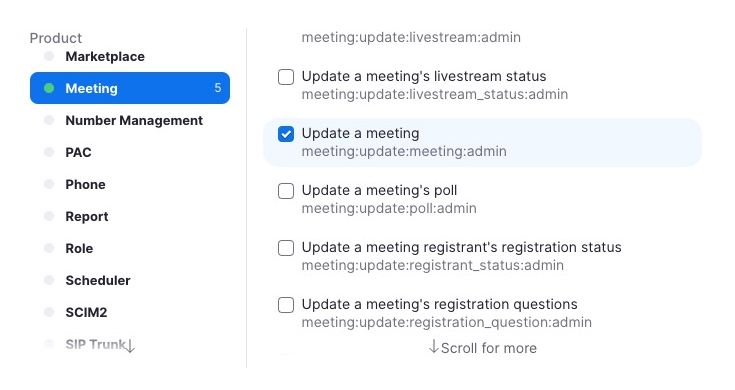 Product
Marketplace
Meeting 5
Number Management
PAC
Phone
Report
Role
Scheduler
SCIM2
SIP Trunk
meeting:update:livestream:admin
Update a meeting's livestream status
meeting:update:livestream_status:admin
Update a meeting
meeting:update:meeting:admin
Update a meeting's poll
meeting:update:poll:admin
Update a meeting registrant's registration status
meeting:update:registrant_status:admin
Update a meeting's registration questions
meeting:update:registration_question:admin
Scroll for more